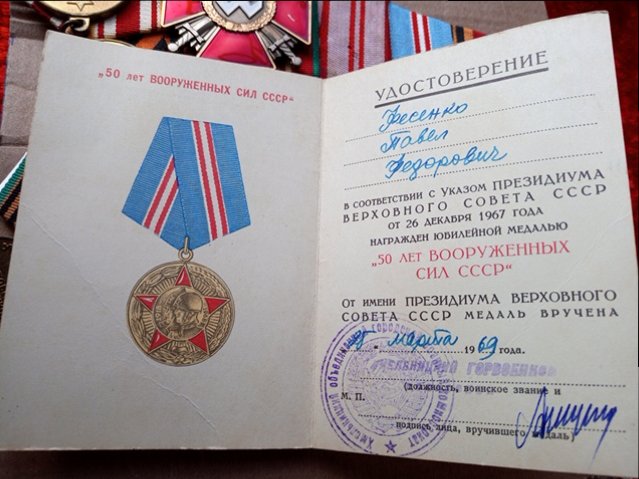 „50 лет ВООРУЖЕННЫХ СИЛ СССР“
УДОСТОВЕРЕНИЕ
Фесенко
Павел
Федорович
В СООТВЕТСТВИИ С УКАЗОМ ПРЕЗИДИУМА
ВЕРХОВНОГО СОВЕТА СССР
ОТ 26 ДЕКАБРЯ 1967 ГОДА
НАГРАЖДЕН ЮБИЛЕЙНОЙ МЕДАЛЬЮ
„50 ЛЕТ ВООРУЖЕННЫХ
СИЛ СССР“
ОТ ИМЕНИ ПРЕЗИДИУМА ВЕРХОВНОГО
СОВЕТА СССР МЕДАЛЬ ВРУЧЕНА
марта 1969 года.
ГОРВОЕНКОМ
(должность, воинское звание и
М. П.
подпись лица, вручившего медаль)